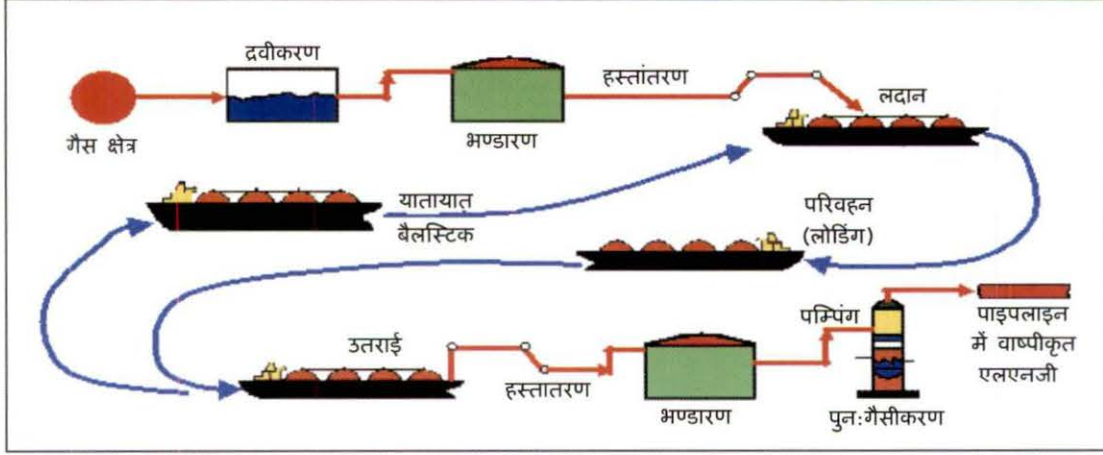 द्रवीकरण
हस्तांतरण
लदान
गैस क्षेत्र
भण्डारण
यातायात
बैलस्टिक
परिवहन
(लोडिंग)
उतराई
हस्तातरण
भण्डारण
पम्पिंग
पुन:गैसीकरण
पाइपलाइन
में वाष्पीकृत
एलएनजी